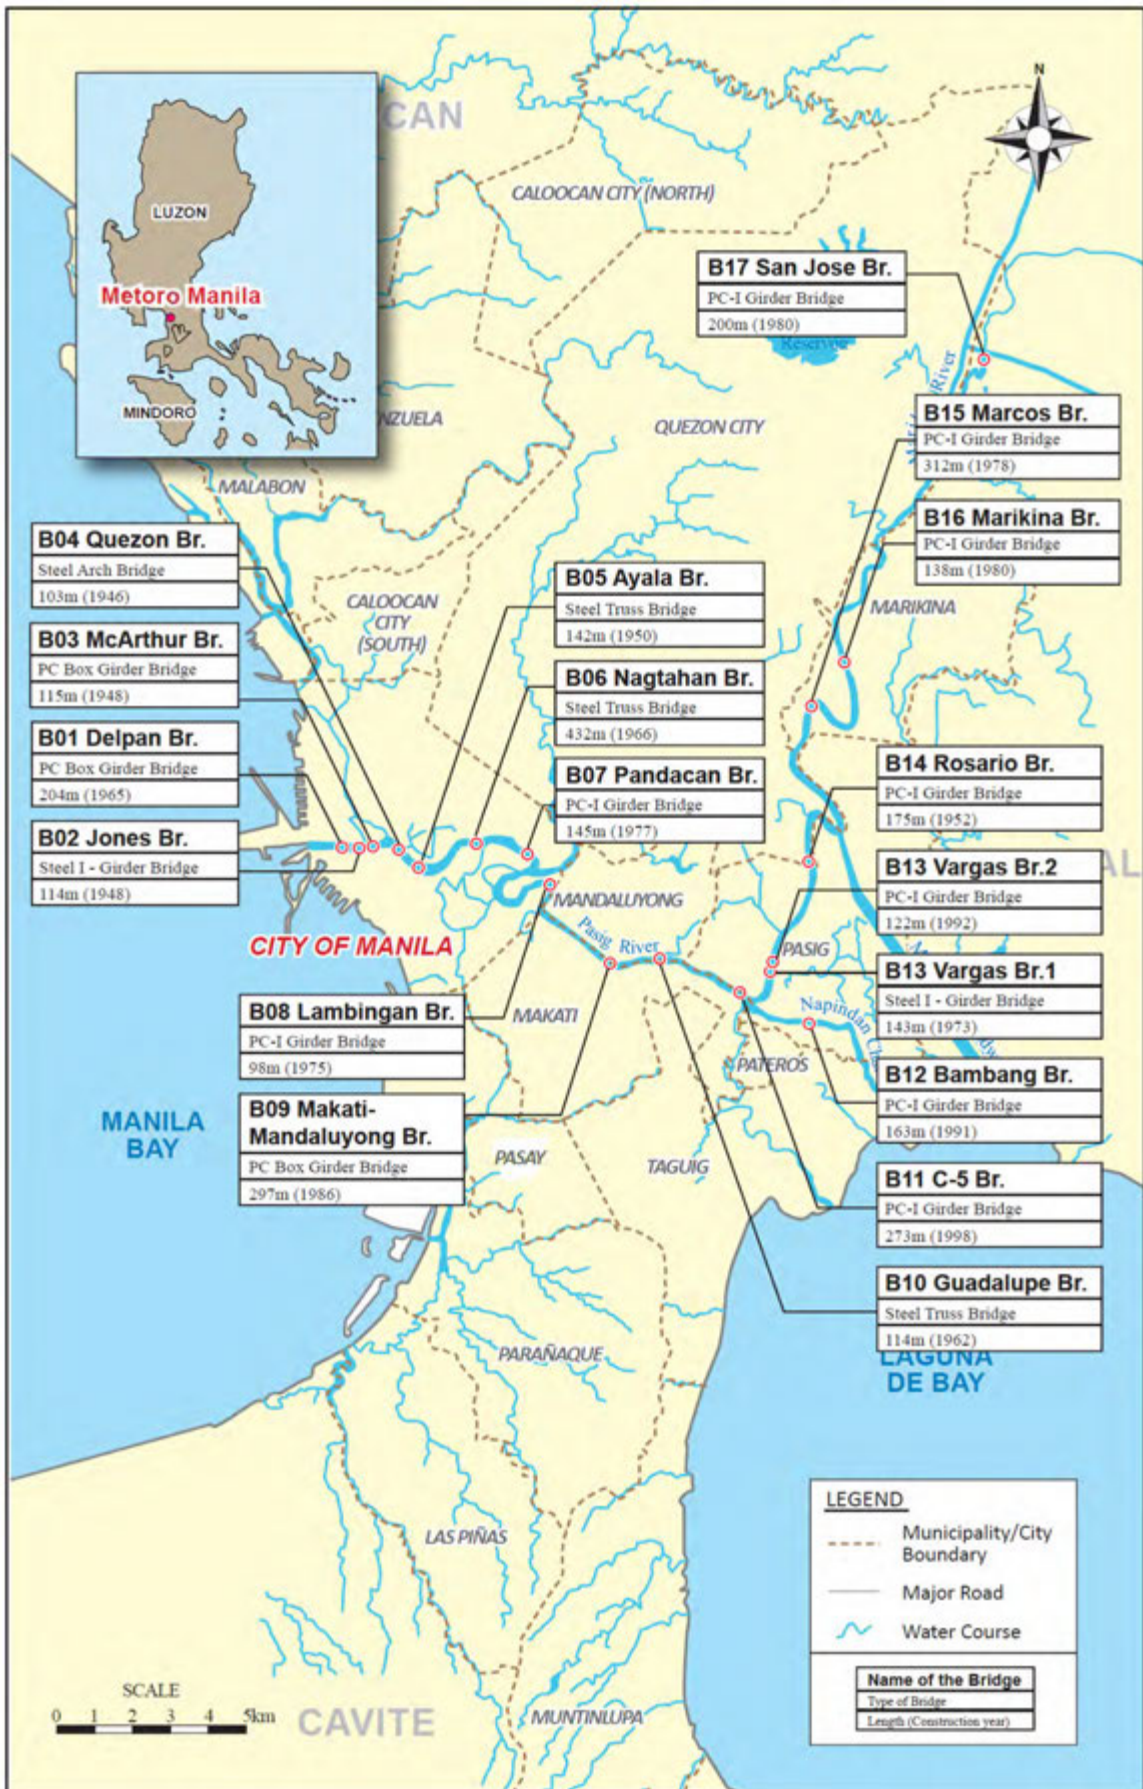 N
CAN
LUZON
Metoro Manila
MINDORO
CALOOCAN CITY (NORTH)
B17 San Jose Br.
PC-I Girder Bridge
200m (1980)
River
NZUELA
QUEZON CITY
MALABON
B15 Marcos Br.
PC-I Girder Bridge
312m (1978)
B16 Marikina Br.
PC-I Girder Bridge
138m (1980)
MARIKINA
B04 Quezon Br.
Steel Arch Bridge
103m (1946)
B03 McArthur Br.
PC Box Girder Bridge
115m (1948)
B01 Delpan Br.
PC Box Girder Bridge
204m (1965)
B02 Jones Br.
Steel I - Girder Bridge
114m (1948)
CALOOCAN
CITY
(SOUTH)
B05 Ayala Br.
Steel Truss Bridge
142m (1950)
B06 Nagtahan Br.
Steel Truss Bridge
432m (1966)
B07 Pandacan Br.
PC-I Girder Bridge
145m (1977)
B14 Rosario Br.
PC-I Girder Bridge
175m (1952)
B13 Vargas Br.2
PC-I Girder Bridge
122m (1992)
AL
MANDALUYONG
Pasig River
PASIG
CITY OF MANILA
B13 Vargas Br.1
Steel I - Girder Bridge
143m (1973)
Napindan
B08 Lambingan Br.
PC-I Girder Bridge
98m (1975)
MAKATI
PATEROS
B12 Bambang Br.
PC-I Girder Bridge
163m (1991)
B09 Makati-
Mandaluyong Br.
PC Box Girder Bridge
297m (1986)
MANILA
BAY
PASAY
TAGUIG
B11 C-5 Br.
PC-I Girder Bridge
273m (1998)
B10 Guadalupe Br.
Steel Truss Bridge
114m (1962)
LAGUNA
DE BAY
PARAÑAQUE
LAS PIÑAS
LEGEND
Municipality/City
Boundary
Major Road
Water Course
Name of the Bridge
Type of Bridge
Length (Construction year)
SCALE
0 1 2 3 4 5km
CAVITE
MUNTINLUPA